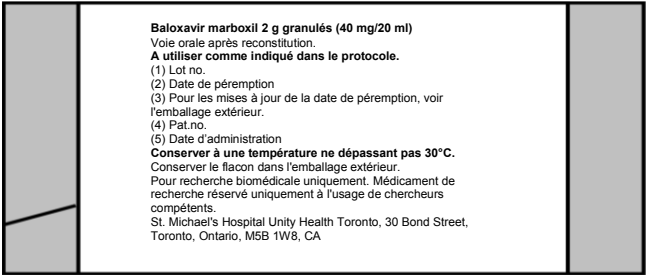 Baloxavir marboxil 2 g granulés (40 mg/20 ml)
Voie orale après reconstitution.
A utiliser comme indiqué dans le protocole.
(1) Lot no.
(2) Date de péremption
(3) Pour les mises à jour de la date de péremption, voir
l'emballage extérieur.
(4) Pat.no.
(5) Date d'administration
Conserver à une température ne dépassant pas 30°C.
Conserver le flacon dans l'emballage extérieur.
Pour recherche biomédicale uniquement. Médicament de
recherche réservé uniquement à l'usage de chercheurs
compétents.
St. Michael's Hospital Unity Health Toronto, 30 Bond Street,
Toronto, Ontario, M5B 1W8, CA